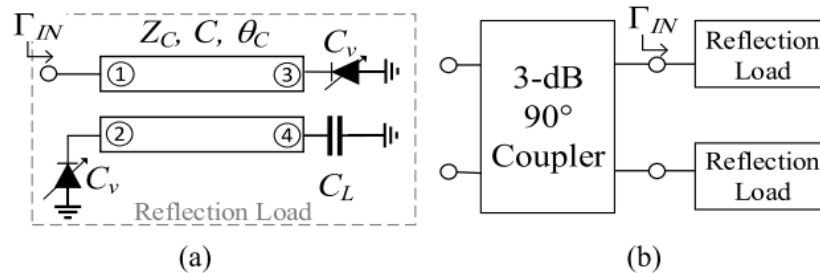 Γ_IN
Z_C, C, θ_C
C_v
① ③
② ④
C_v
C_L
Reflection Load
(a)
3-dB
90°
Coupler
Γ_IN
Reflection
Load
Reflection
Load
(b)